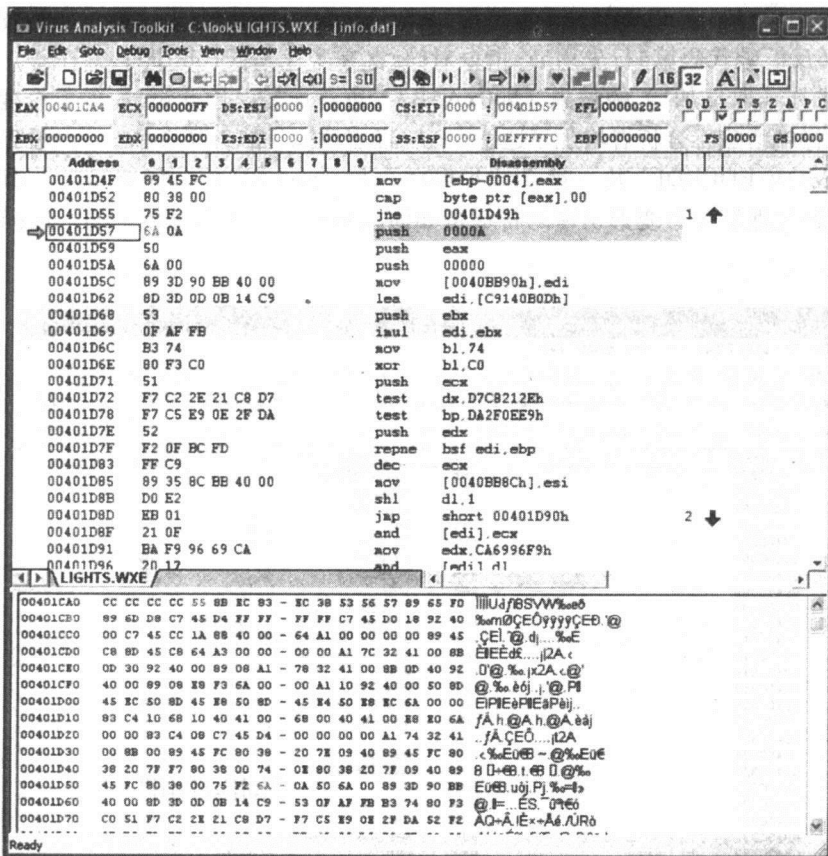 Virus Analysis Toolkit - C:\look\LIGHTS.WXE - [info.dat]
File Edit Goto Debug Tools View Window Help
16 32
EAX 00401CA4 ECX 000000FF DS:ESI 0000 : 00000000 CS:EIP 0000 : 00401D57 EFL 00000202 O D I T S Z A P C
EBX 00000000 EDX 00000000 ES:EDI 0000 : 00000000 SS:ESP 0000 : 0EFFFFFC EBP 00000000 FS 0000 GS 0000
Address 0 1 2 3 4 5 6 7 8 9 Disassembly
00401D4F 89 45 FC mov [ebp-0004].eax
00401D52 80 38 00 cmp byte ptr [eax].00
00401D55 75 F2 jne 00401D49h 1
00401D57 6A 0A push 0000A
00401D59 50 push eax
00401D5A 6A 00 push 00000
00401D5C 89 3D 90 BB 40 00 mov [0040BB90h].edi
00401D62 8D 3D 0D 0B 14 C9 lea edi.[C9140B0Dh]
00401D68 53 push ebx
00401D69 0F AF FB imul edi.ebx
00401D6C B3 74 mov bl.74
00401D6E 80 F3 C0 xor bl.C0
00401D71 51 push ecx
00401D72 F7 C2 2E 21 C8 D7 test dx.D7C8212Eh
00401D78 F7 C5 E9 0E 2F DA test bp.DA2F0EE9h
00401D7E 52 push edx
00401D7F F2 0F BC FD repne bsf edi.ebp
00401D83 FF C9 dec ecx
00401D85 89 35 8C BB 40 00 mov [0040BB8Ch].esi
00401D8B D0 E2 shl dl.1
00401D8D EB 01 jmp short 00401D90h 2
00401D8F 21 0F and [edi].ecx
00401D91 BA F9 96 69 CA mov edx.CA6996F9h
00401D96 20 17 and [edi].dl
LIGHTS.WXE
00401CA0 CC CC CC CC 55 8B EC 83 - EC 38 53 56 57 89 65 F0
00401CB0 89 6D D8 C7 45 D4 FF FF - FF FF C7 45 D0 18 92 40
00401CC0 00 C7 45 CC 1A 88 40 00 - 64 A1 00 00 00 00 89 45
00401CD0 C8 8D 45 C8 64 A3 00 00 - 00 00 A1 7C 32 41 00 8B
00401CE0 0D 30 92 40 00 89 08 A1 - 78 32 41 00 8B 0D 40 92
00401CF0 40 00 89 08 E8 F3 6A 00 - 00 A1 10 92 40 00 50 8D
00401D00 45 EC 50 8D 45 E8 50 8D - 45 E4 50 E8 EC 6A 00 00
00401D10 83 C4 10 68 10 40 41 00 - 68 00 40 41 00 E8 E0 6A
00401D20 00 00 83 C4 08 C7 45 D4 - 00 00 00 00 A1 74 32 41
00401D30 00 8B 00 89 45 FC 80 38 - 20 7E 09 40 89 45 FC 80
00401D40 38 20 7F F7 80 38 00 74 - 0E 80 38 20 7F 09 40 89
00401D50 45 FC 80 38 00 75 F2 6A - 0A 50 6A 00 89 3D 90 BB
00401D60 40 00 8D 3D 0D 0B 14 C9 - 53 0F AF FB B3 74 80 F3
00401D70 C0 51 F7 C2 2E 21 C8 D7 - F7 C5 E9 0E 2F DA 52 F2
Ready